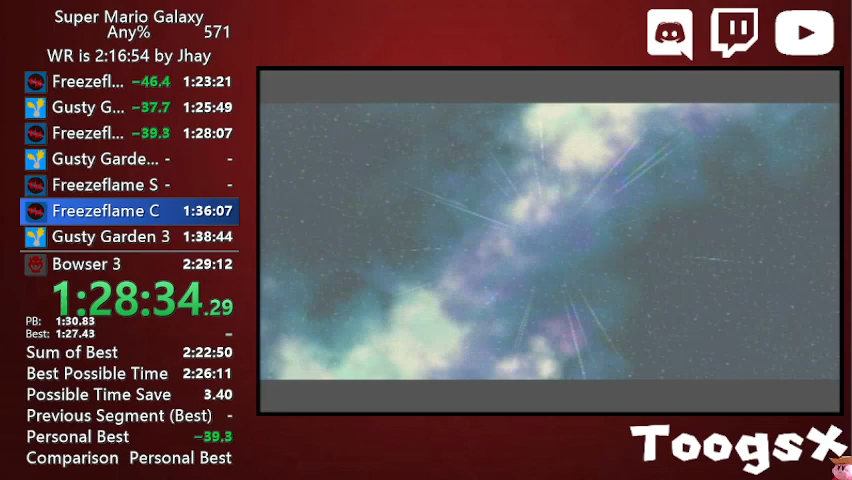 Super Mario Galaxy
Any% 571
WR is 2:16:54 by Jhay
Freezefl... −46.4 1:23:21
Gusty G... −37.7 1:25:49
Freezefl... −39.3 1:28:07
Gusty Garde... - -
Freezeflame S - -
Freezeflame C 1:36:07
Gusty Garden 3 1:38:44
Bowser 3 2:29:12
1:28:34.29
PB: 1:30.83
Best: 1:27.43 –
Sum of Best 2:22:50
Best Possible Time 2:26:11
Possible Time Save 3.40
Previous Segment (Best) -
Personal Best −39.3
Comparison Personal Best
ToogsX